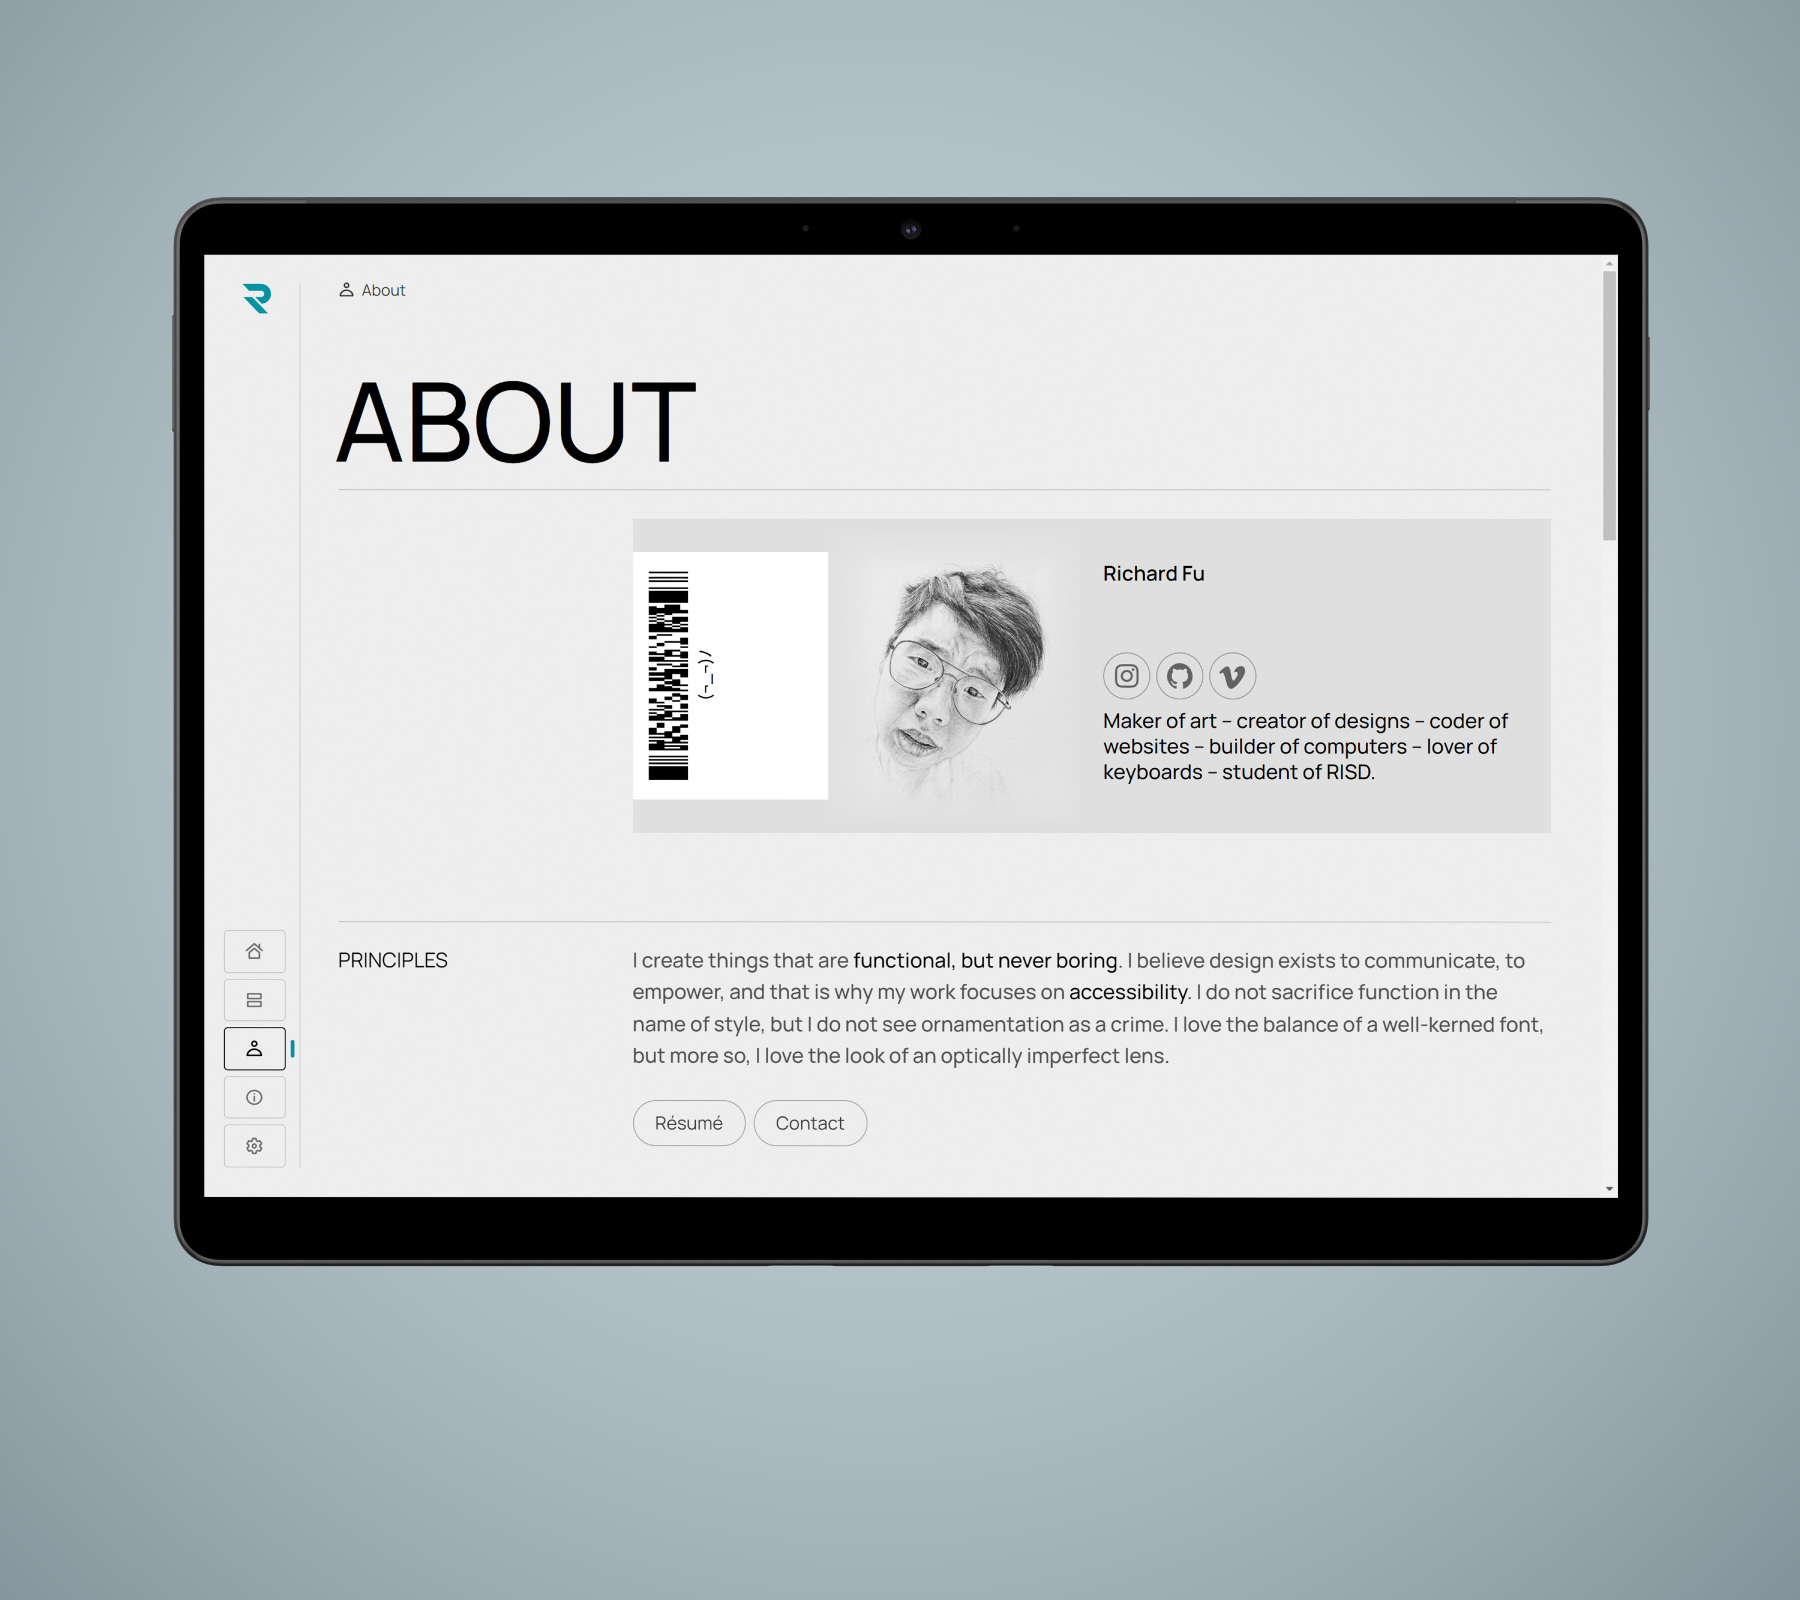 About
ABOUT
(¬_¬)/
Richard Fu
Maker of art – creator of designs – coder of
websites – builder of computers – lover of
keyboards – student of RISD.
PRINCIPLES
I create things that are functional, but never boring. I believe design exists to communicate, to
empower, and that is why my work focuses on accessibility. I do not sacrifice function in the
name of style, but I do not see ornamentation as a crime. I love the balance of a well-kerned font,
but more so, I love the look of an optically imperfect lens.
Résumé
Contact